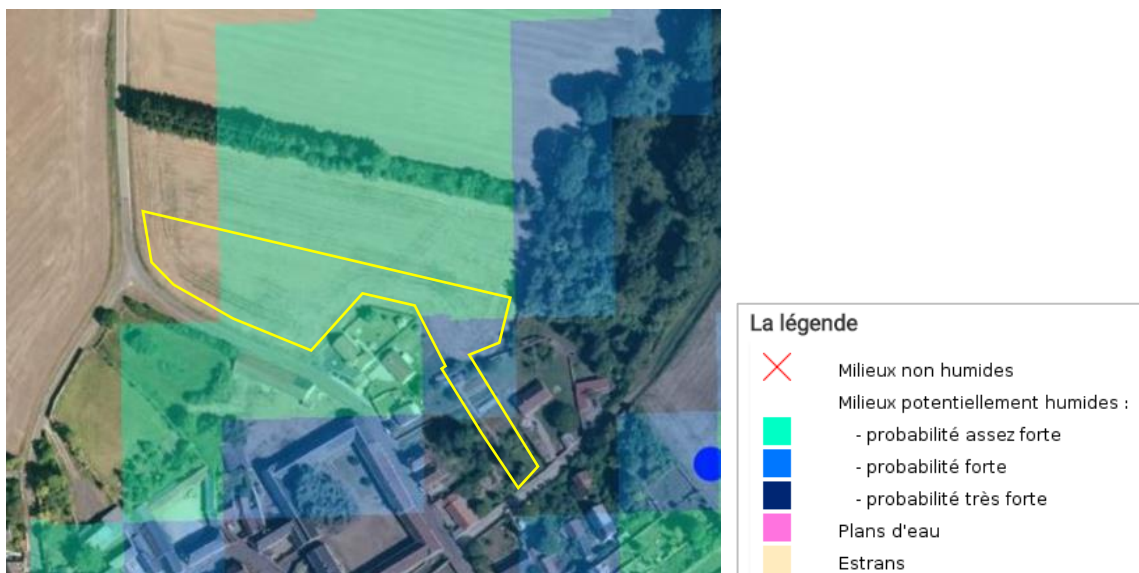 La légende
Milieux non humides
Milieux potentiellement humides :
- probabilité assez forte
- probabilité forte
- probabilité très forte
Plans d'eau
Estrans